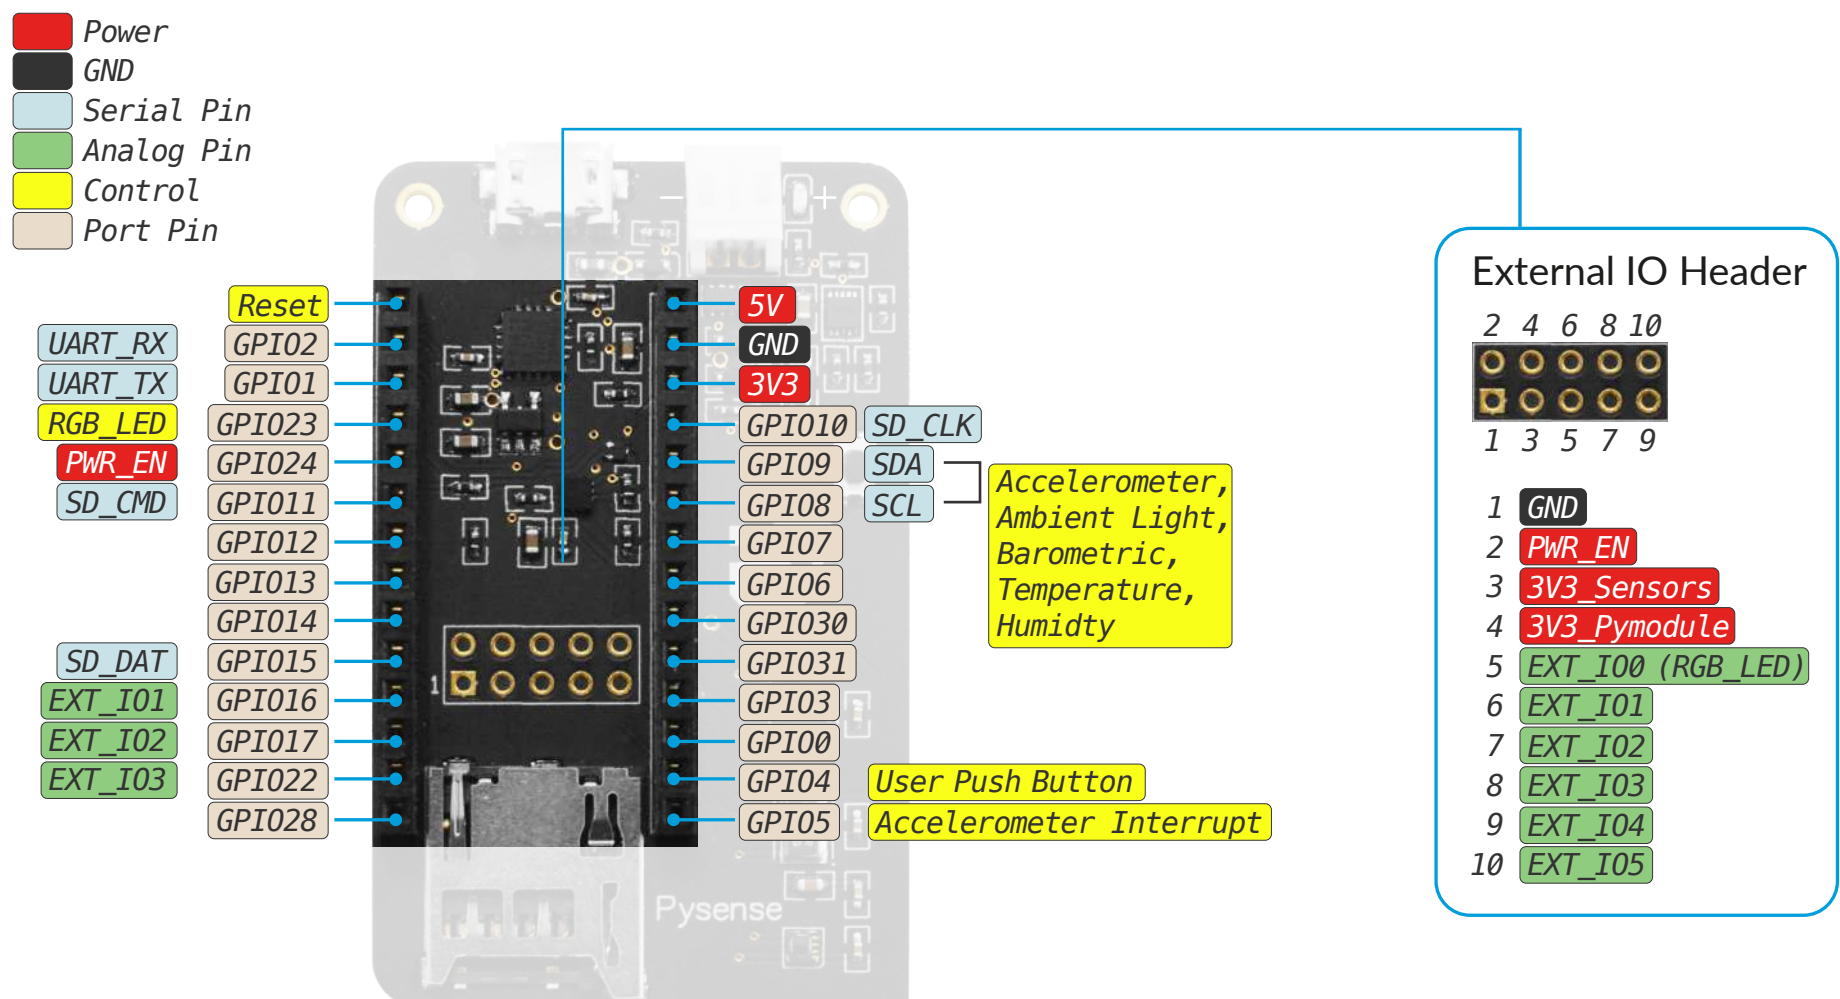 Power
GND
Serial Pin
Analog Pin
Control
Port Pin
- +
Reset
UART_RX GPIO2
UART_TX GPIO1
RGB_LED GPIO23
PWR_EN GPIO24
SD_CMD GPIO11
GPIO12
GPIO13
GPIO14
SD_DAT GPIO15
EXT_IO1 GPIO16
EXT_IO2 GPIO17
EXT_IO3 GPIO22
GPIO28
1
5V
GND
3V3
GPIO10 SD_CLK
GPIO9 SDA
GPIO8 SCL
GPIO7
GPIO6
GPIO30
GPIO31
GPIO3
GPIO0
GPIO4 User Push Button
GPIO5 Accelerometer Interrupt
Accelerometer,
Ambient Light,
Barometric,
Temperature,
Humidty
Pysense
External IO Header
2 4 6 8 10
1 3 5 7 9
1 GND
2 PWR_EN
3 3V3_Sensors
4 3V3_Pymodule
5 EXT_IO0 (RGB_LED)
6 EXT_IO1
7 EXT_IO2
8 EXT_IO3
9 EXT_IO4
10 EXT_IO5